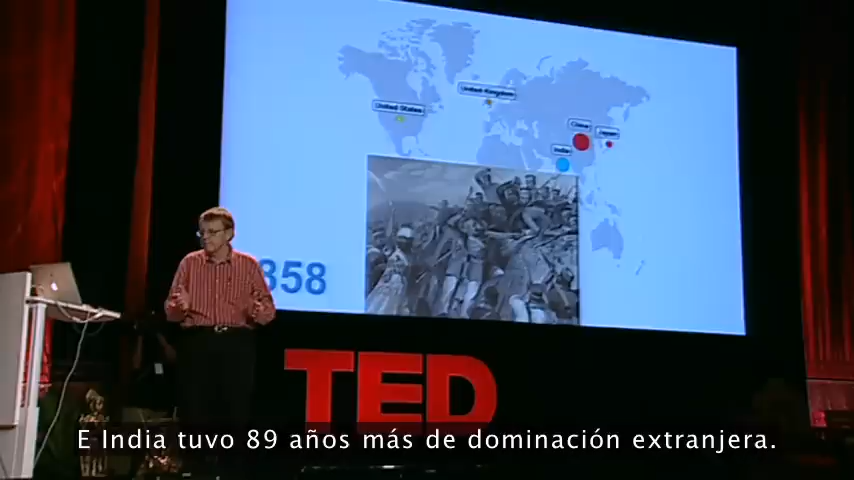 United Kingdom
United States
China
Japan
India
858
TED
E India tuvo 89 años más de dominación extranjera.